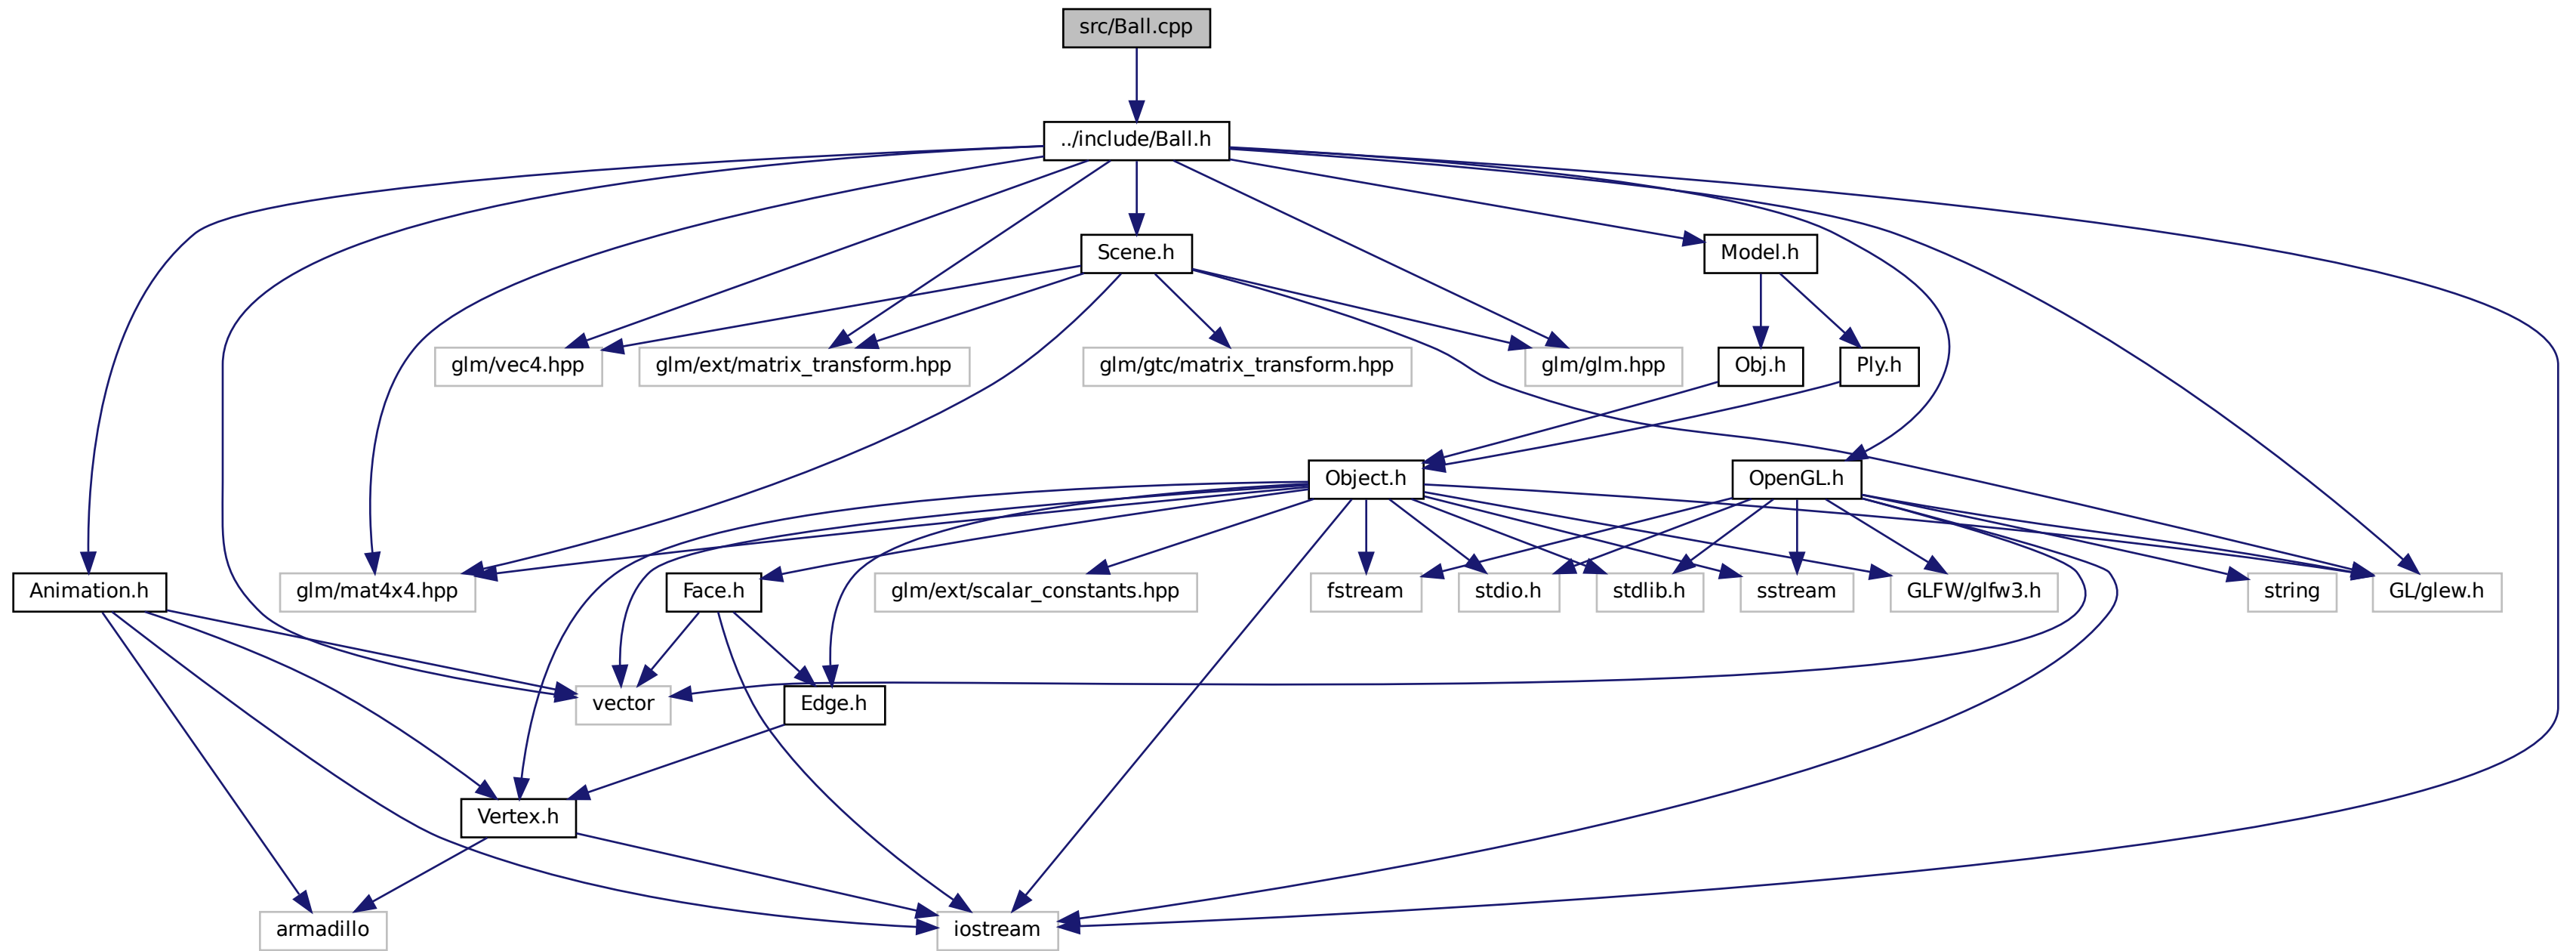 src/Ball.cpp
../include/Ball.h
Scene.h
Model.h
glm/vec4.hpp
glm/ext/matrix_transform.hpp
glm/gtc/matrix_transform.hpp
glm/glm.hpp
Obj.h
Ply.h
Object.h
OpenGL.h
Animation.h
glm/mat4x4.hpp
Face.h
glm/ext/scalar_constants.hpp
fstream
stdio.h
stdlib.h
sstream
GLFW/glfw3.h
string
GL/glew.h
vector
Edge.h
Vertex.h
armadillo
iostream